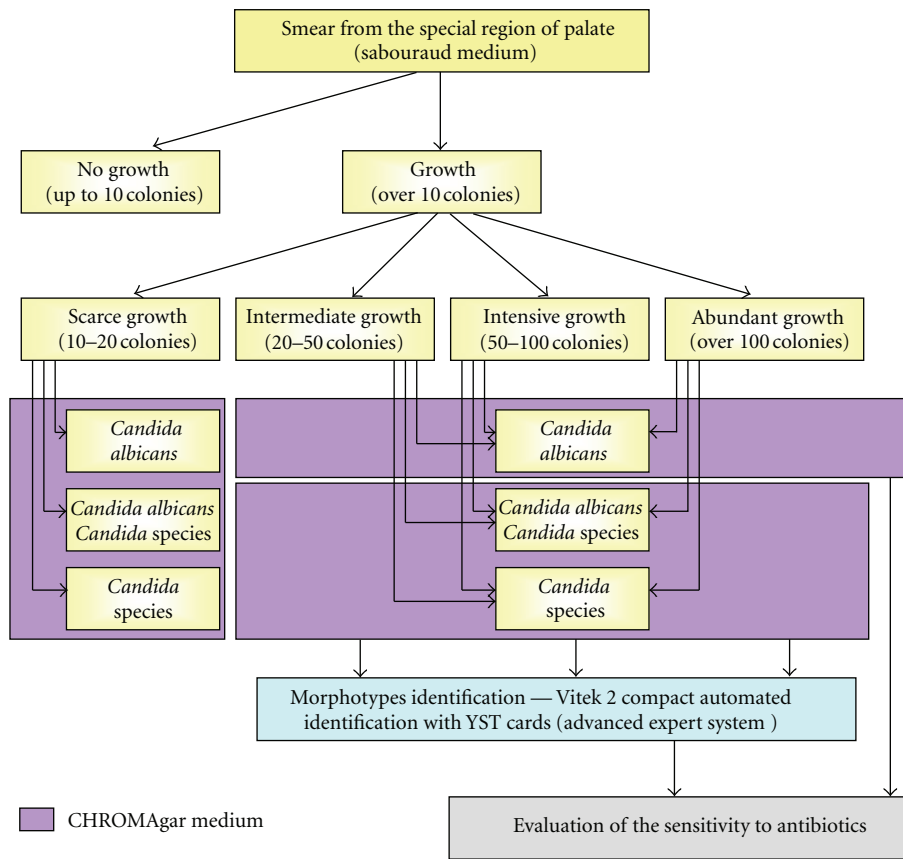 Smear from the special region of palate
(sabouraud medium)
No growth
(up to 10 colonies)
Growth
(over 10 colonies)
Scarce growth
(10–20 colonies)
Intermediate growth
(20–50 colonies)
Intensive growth
(50–100 colonies)
Abundant growth
(over 100 colonies)
Candida
albicans
Candida albicans
Candida species
Candida
species
Candida
albicans
Candida albicans
Candida species
Candida
species
Morphotypes identification — Vitek 2 compact automated
identification with YST cards (advanced expert system )
CHROMAgar medium
Evaluation of the sensitivity to antibiotics